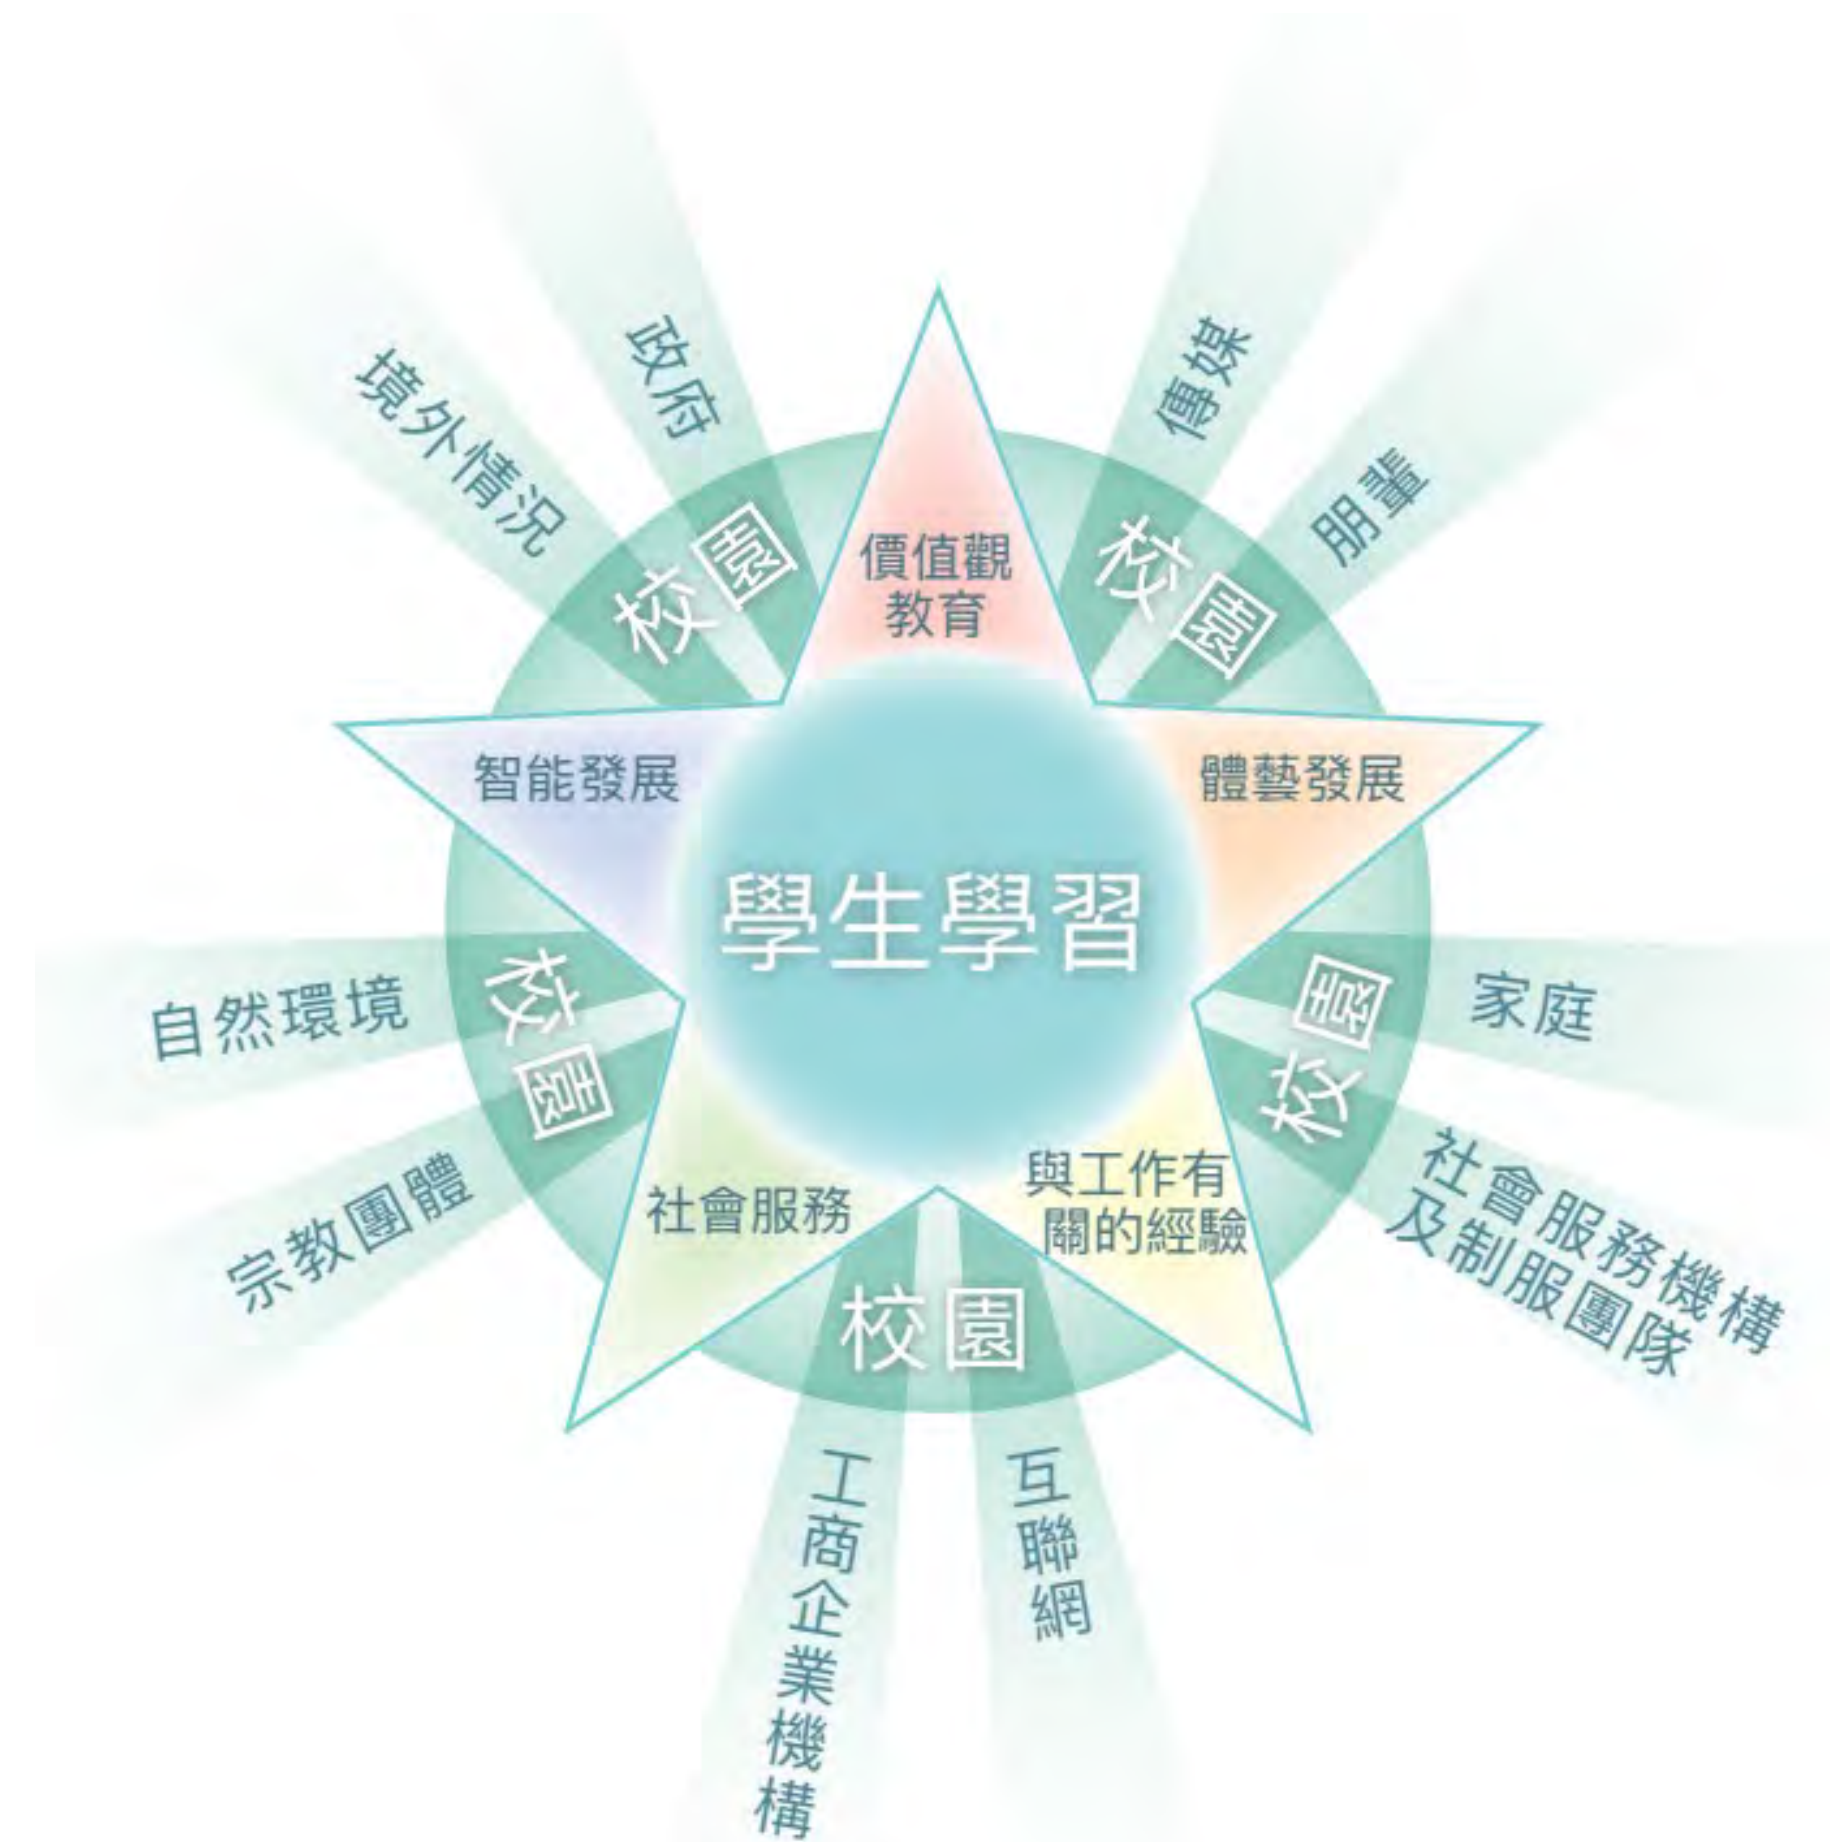 政府
傳媒
境外情況
朋輩
校園
校園
價值觀
教育
智能發展
體藝發展
學生學習
自然環境
校園
校園
家庭
宗教團體
社會服務機構
及制服團隊
社會服務
與工作有
關的經驗
校園
工商企業機構
互聯網